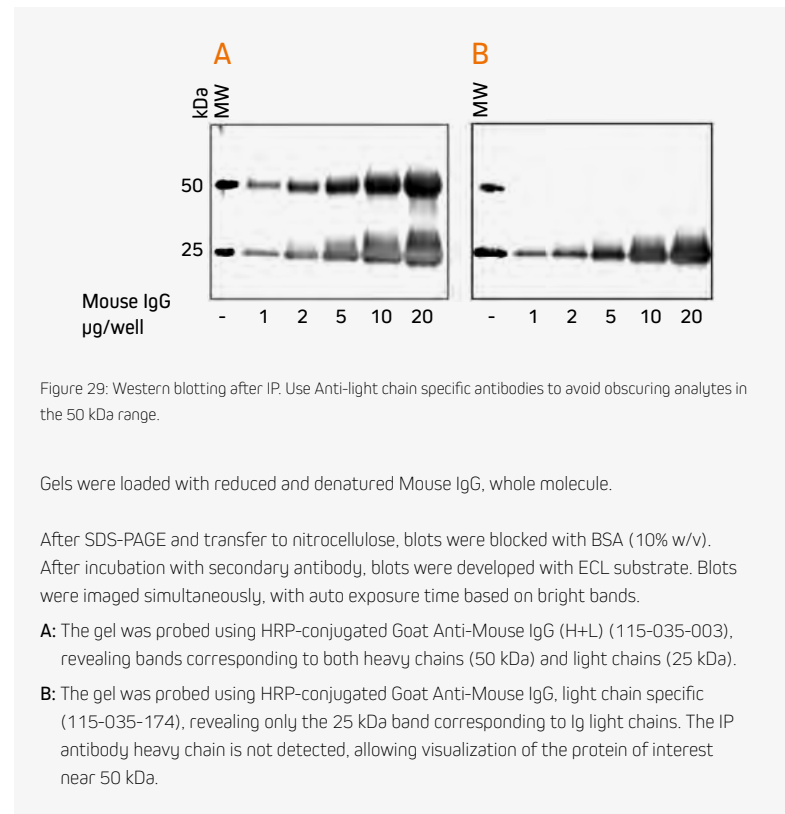 A
B
kDa
MW
MW
50
25
Mouse IgG
µg/well
- 1 2 5 10 20
- 1 2 5 10 20
Figure 29: Western blotting after IP. Use Anti-light chain specific antibodies to avoid obscuring analytes in
the 50 kDa range.
Gels were loaded with reduced and denatured Mouse IgG, whole molecule.
After SDS-PAGE and transfer to nitrocellulose, blots were blocked with BSA (10% w/v).
After incubation with secondary antibody, blots were developed with ECL substrate. Blots
were imaged simultaneously, with auto exposure time based on bright bands.
A: The gel was probed using HRP-conjugated Goat Anti-Mouse IgG (H+L) (115-035-003),
revealing bands corresponding to both heavy chains (50 kDa) and light chains (25 kDa).
B: The gel was probed using HRP-conjugated Goat Anti-Mouse IgG, light chain specific
(115-035-174), revealing only the 25 kDa band corresponding to Ig light chains. The IP
antibody heavy chain is not detected, allowing visualization of the protein of interest
near 50 kDa.